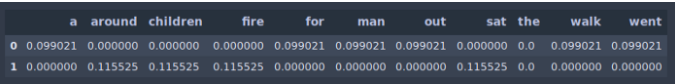 a around children fire for man out sat the walk went
0 0.099021 0.000000 0.000000 0.000000 0.099021 0.099021 0.099021 0.000000 0.0 0.099021 0.099021
1 0.000000 0.115525 0.115525 0.115525 0.000000 0.000000 0.000000 0.115525 0.0 0.000000 0.000000